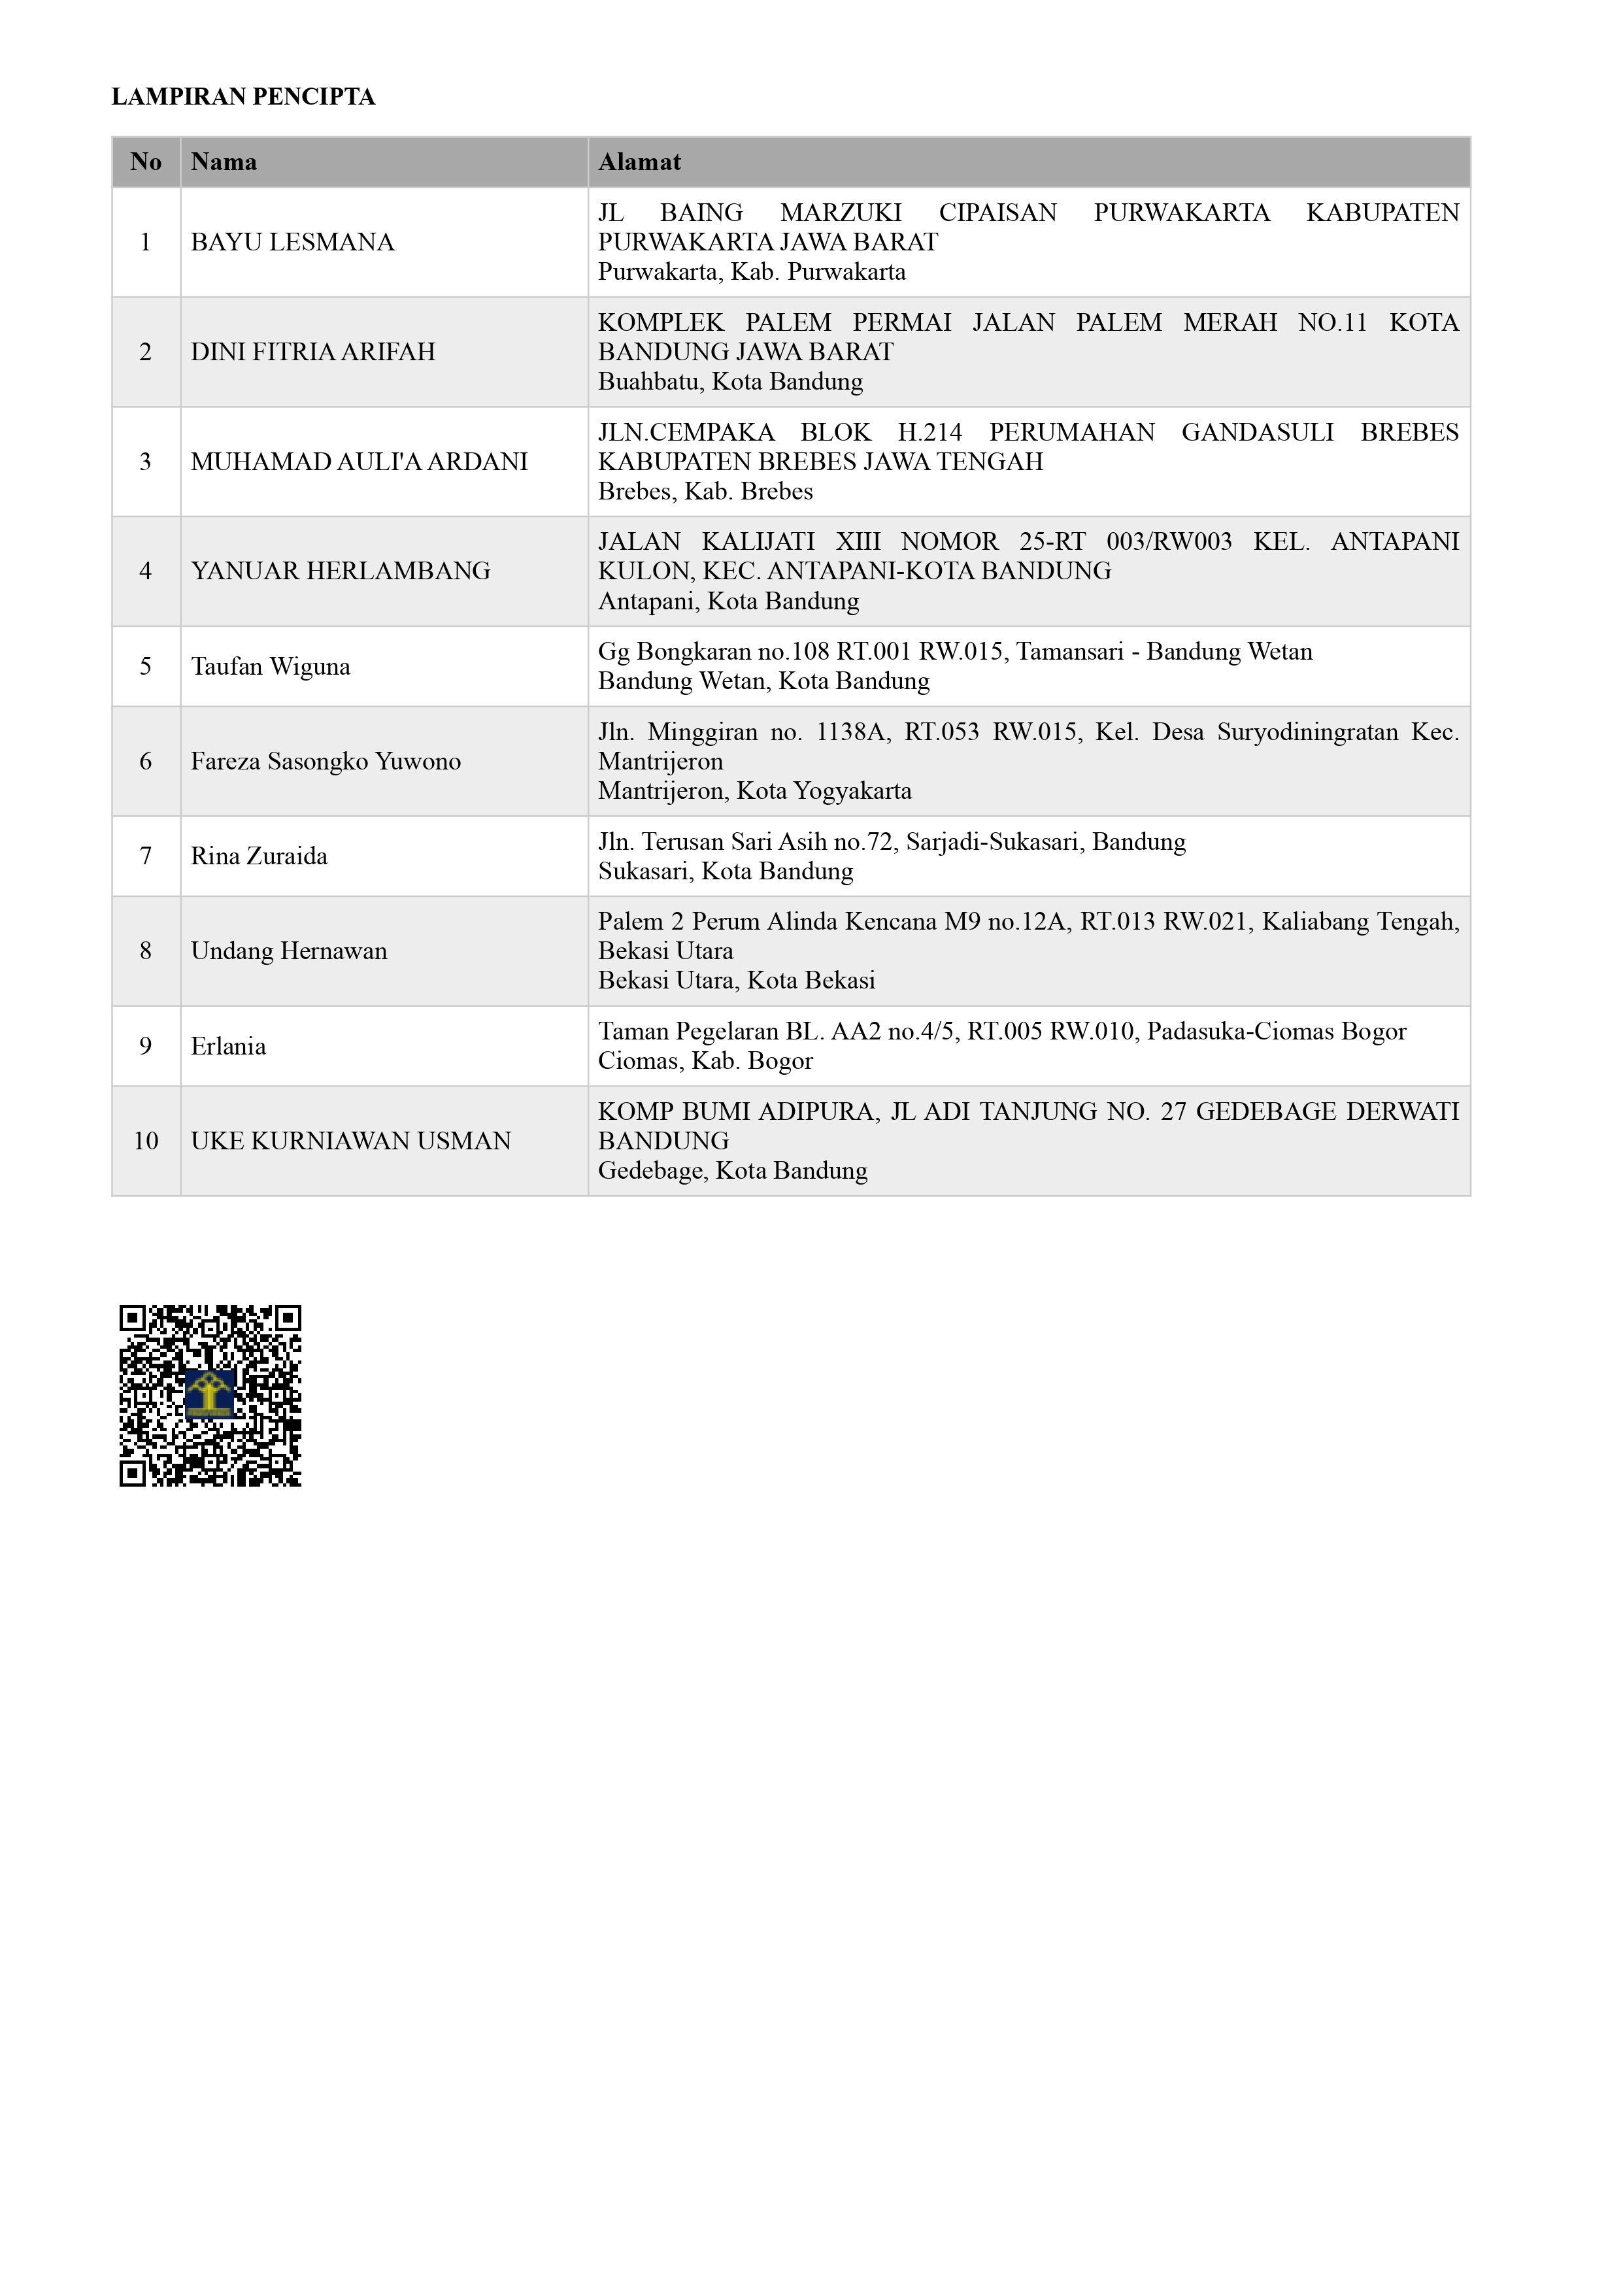 LAMPIRAN PENCIPTA
No Nama Alamat
1 BAYU LESMANA JL BAING MARZUKI CIPAISAN PURWAKARTA KABUPATEN
PURWAKARTA JAWA BARAT
Purwakarta, Kab. Purwakarta
2 DINI FITRIA ARIFAH KOMPLEK PALEM PERMAI JALAN PALEM MERAH NO.11 KOTA
BANDUNG JAWA BARAT
Buahbatu, Kota Bandung
3 MUHAMAD AULI'A ARDANI JLN.CEMPAKA BLOK H.214 PERUMAHAN GANDASULI BREBES
KABUPATEN BREBES JAWA TENGAH
Brebes, Kab. Brebes
4 YANUAR HERLAMBANG JALAN KALIJATI XIII NOMOR 25-RT 003/RW003 KEL. ANTAPANI
KULON, KEC. ANTAPANI-KOTA BANDUNG
Antapani, Kota Bandung
5 Taufan Wiguna Gg Bongkaran no.108 RT.001 RW.015, Tamansari - Bandung Wetan
Bandung Wetan, Kota Bandung
6 Fareza Sasongko Yuwono Jln. Minggiran no. 1138A, RT.053 RW.015, Kel. Desa Suryodiningratan Kec.
Mantrijeron
Mantrijeron, Kota Yogyakarta
7 Rina Zuraida Jln. Terusan Sari Asih no.72, Sarjadi-Sukasari, Bandung
Sukasari, Kota Bandung
8 Undang Hernawan Palem 2 Perum Alinda Kencana M9 no.12A, RT.013 RW.021, Kaliabang Tengah,
Bekasi Utara
Bekasi Utara, Kota Bekasi
9 Erlania Taman Pegelaran BL. AA2 no.4/5, RT.005 RW.010, Padasuka-Ciomas Bogor
Ciomas, Kab. Bogor
10 UKE KURNIAWAN USMAN KOMP BUMI ADIPURA, JL ADI TANJUNG NO. 27 GEDEBAGE DERWATI
BANDUNG
Gedebage, Kota Bandung